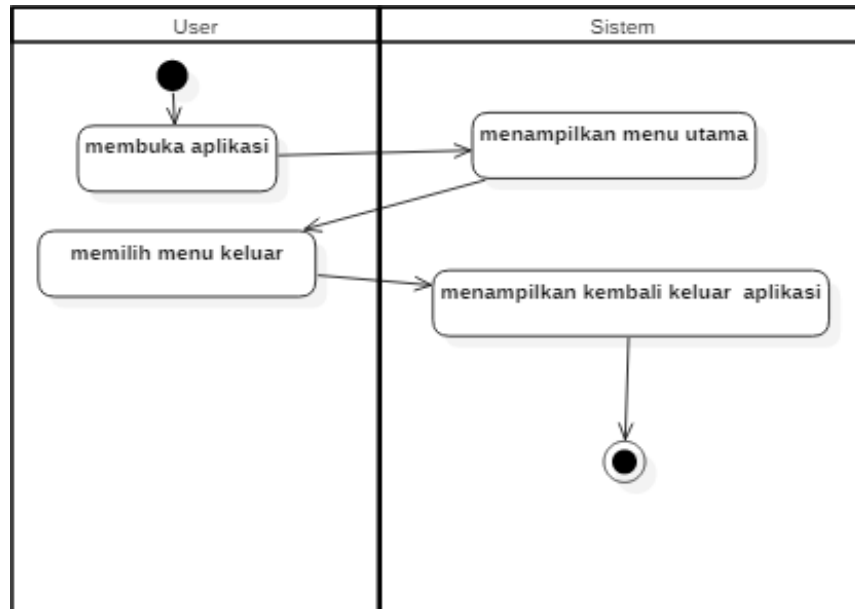 User
Sistem
membuka aplikasi
menampilkan menu utama
memilih menu keluar
menampilkan kembali keluar  aplikasi